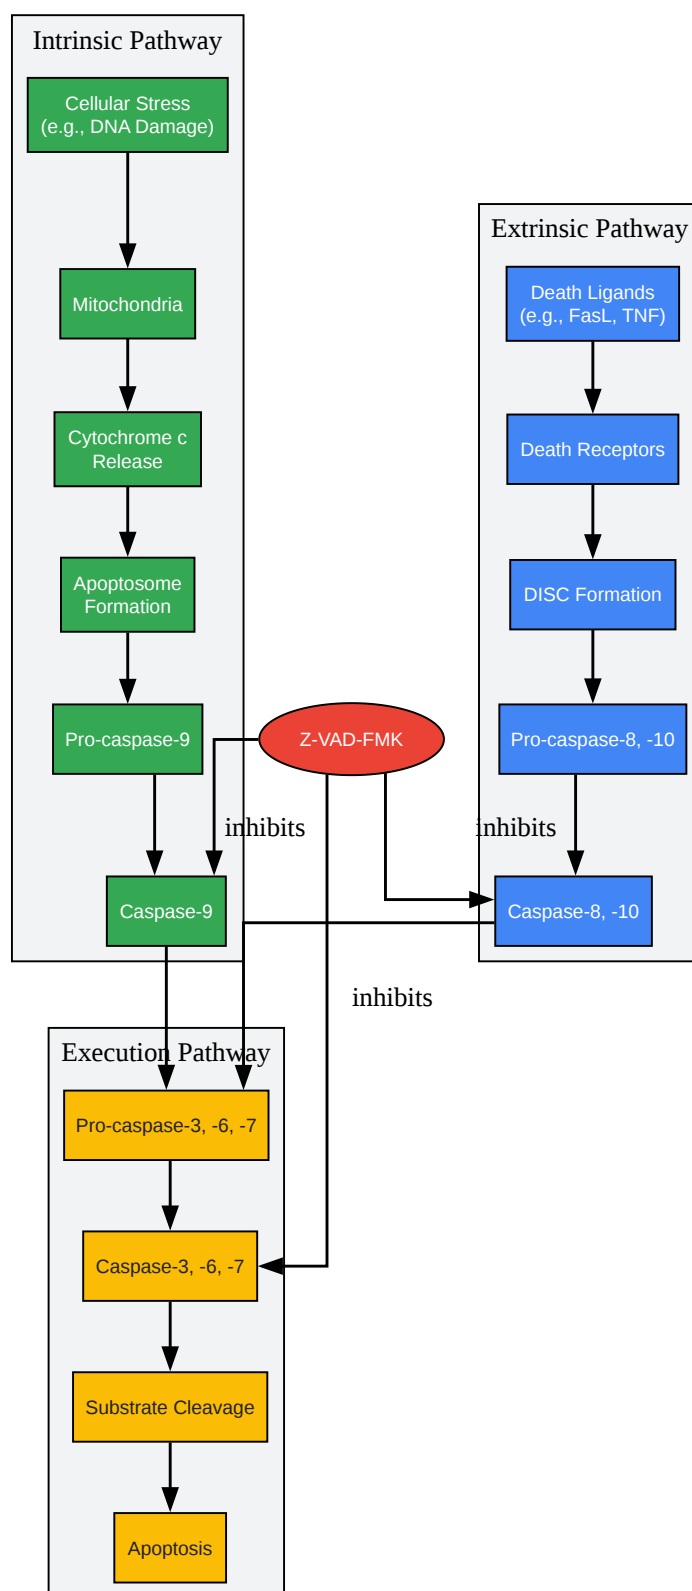 Intrinsic Pathway
Cellular Stress
(e.g., DNA Damage)
Mitochondria
Cytochrome c
Release
Apoptosome
Formation
Pro-caspase-9
Caspase-9
Z-VAD-FMK
inhibits
inhibits
inhibits
Extrinsic Pathway
Death Ligands
(e.g., FasL, TNF)
Death Receptors
DISC Formation
Pro-caspase-8, -10
Caspase-8, -10
Execution Pathway
Pro-caspase-3, -6, -7
Caspase-3, -6, -7
Substrate Cleavage
Apoptosis